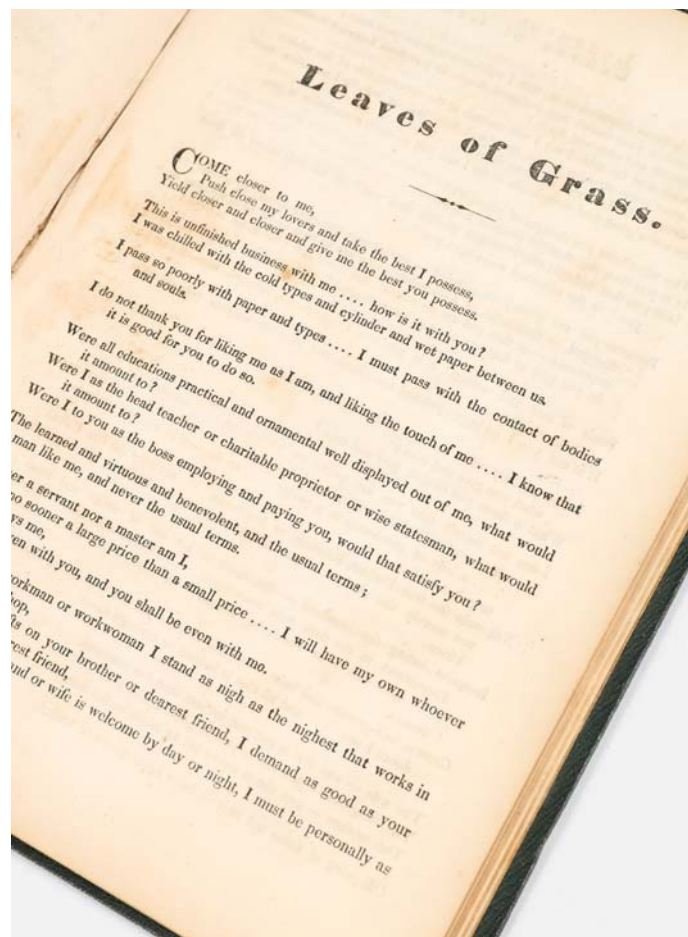 Leaves of Grass.
COME closer to me,
Push close my lovers and take the best I possess,
Yield closer and closer and give me the best you possess.
This is unfinished business with me .... how is it with you?
I was chilled with the cold types and cylinder and wet paper between us.
I pass so poorly with paper and types .... I must pass with the contact of bodies
and souls.
I do not thank you for liking me as I am, and liking the touch of me .... I know that
it is good for you to do so.
Were all educations practical and ornamental well displayed out of me, what would
it amount to?
Were I as the head teacher or charitable proprietor or wise statesman, what would
it amount to?
Were I to you as the boss employing and paying you, would that satisfy you?
The learned and virtuous and benevolent, and the usual terms;
man like me, and never the usual terms.
er a servant nor a master am I,
no sooner a large price than a small price .... I will have my own whoever
ys me,
en with you, and you shall be even with me.
orkman or workwoman I stand as nigh as the nighest that works in
op,
on your brother or dearest friend, I demand as good as your
rest friend,
and or wife is welcome by day or night, I must be personally as